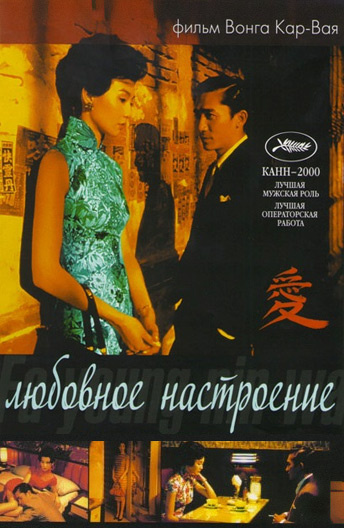 фильм Вонга Кар-Вая
КАНН–2000
ЛУЧШАЯ
МУЖСКАЯ РОЛЬ
ЛУЧШАЯ
ОПЕРАТОРСКАЯ
РАБОТА
愛
любовное настроение